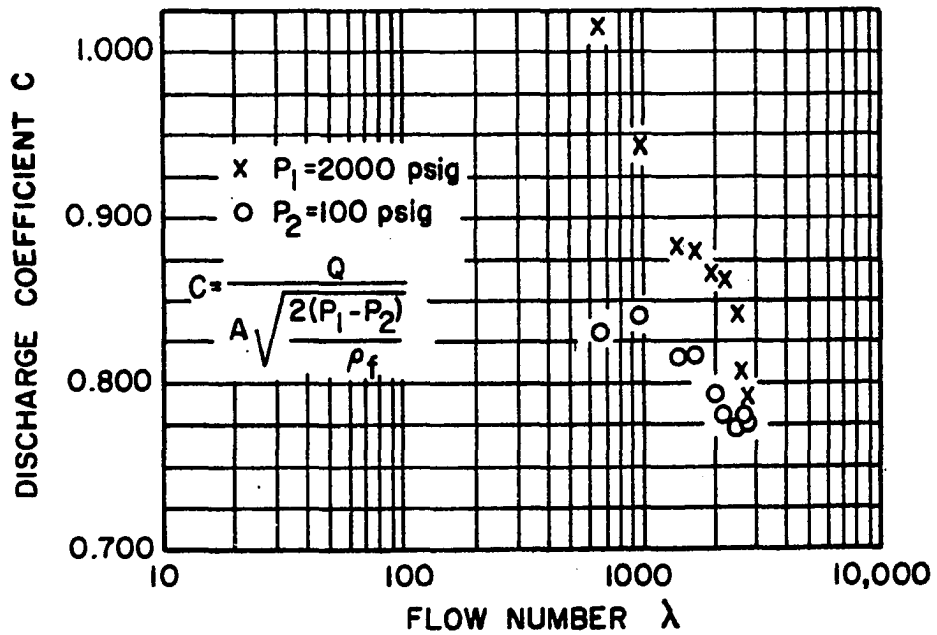 DISCHARGE COEFFICIENT C
1.000
0.900
0.800
0.700
x P₁=2000 psig
o P₂=100 psig
C= Q
A √ 2(P₁-P₂)
ρf
10 100 1000 10,000
FLOW NUMBER λ